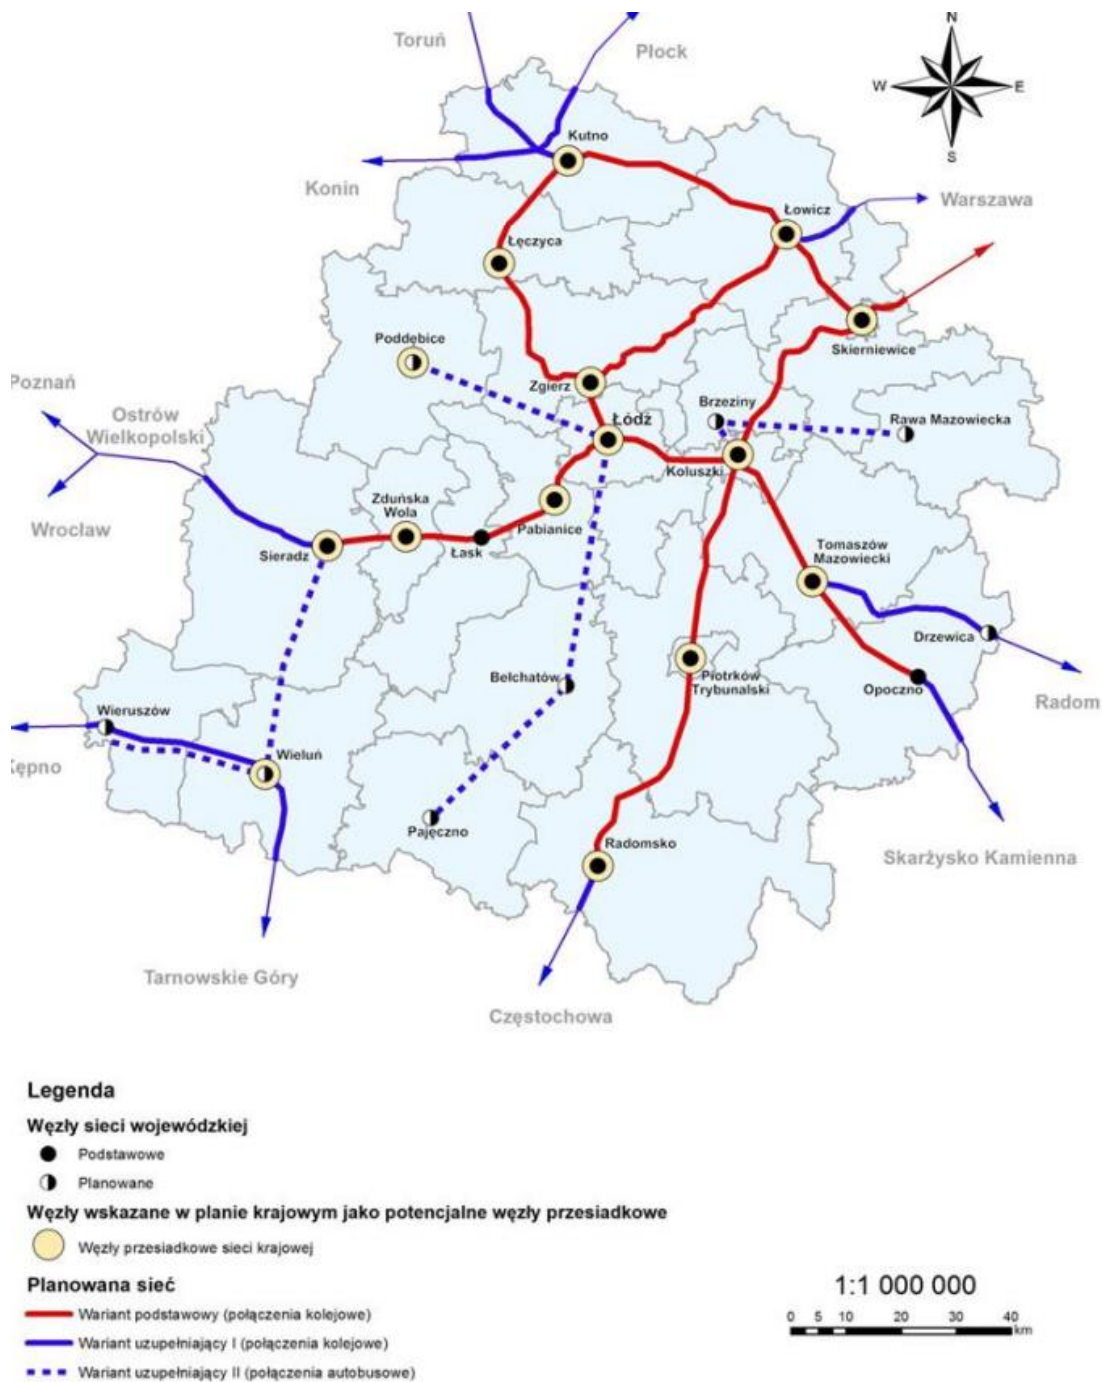 N
Toruń
Płock
W
E
S
Kutno
Konin
Warszawa
Łowicz
Łęczyca
Skierniewice
Poddębice
Zgierz
Poznań
Brzeziny
Rawa Mazowiecka
Ostrów
Wielkopolski
Łódź
Koluszki
Zduńska
Wola
Wrocław
Pabianice
Sieradz
Łask
Tomaszów
Mazowiecki
Drzewica
Bełchatów
Piotrków
Trybunalski
Opoczno
Radom
Wieruszów
Wieluń
Kępno
Pajęczno
Radomsko
Skarżysko Kamienna
Tarnowskie Góry
Częstochowa
Legenda
Węzły sieci wojewódzkiej
Podstawowe
Planowane
Węzły wskazane w planie krajowym jako potencjalne węzły przesiadkowe
Węzły przesiadkowe sieci krajowej
Planowana sieć
Wariant podstawowy (połączenia kolejowe)
Wariant uzupełniający I (połączenia kolejowe)
Wariant uzupełniający II (połączenia autobusowe)
1:1 000 000
0 5 10 20 30 40
km